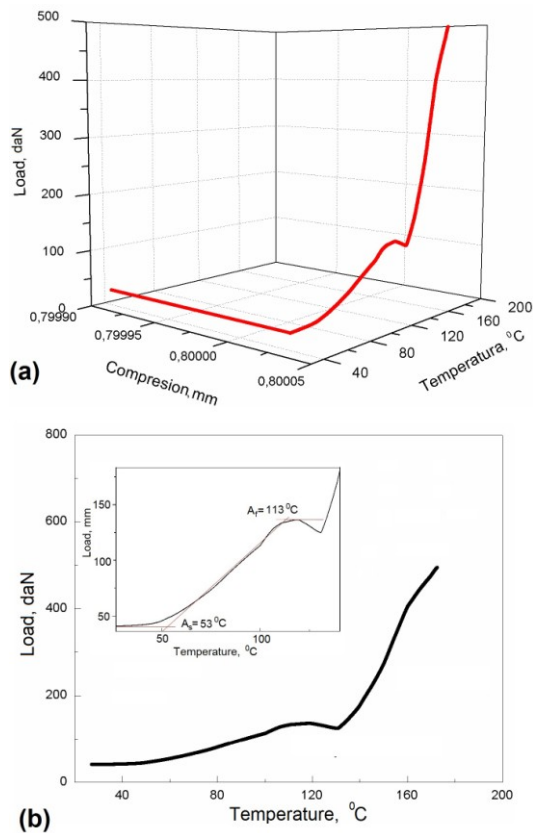 500
400
300
200
100
0
Load, daN
0,79990
0,79995
0,80000
0,80005
Compresion,mm
40
80
120
160
200
Temperatura, ⁰C
(a)
800
600
400
200
0
Load, daN
150
100
50
Load, mm
Af= 113 ⁰C
As= 53 ⁰C
50
100
Temperature, ⁰C
40
80
120
160
200
Temperature, ⁰C
(b)